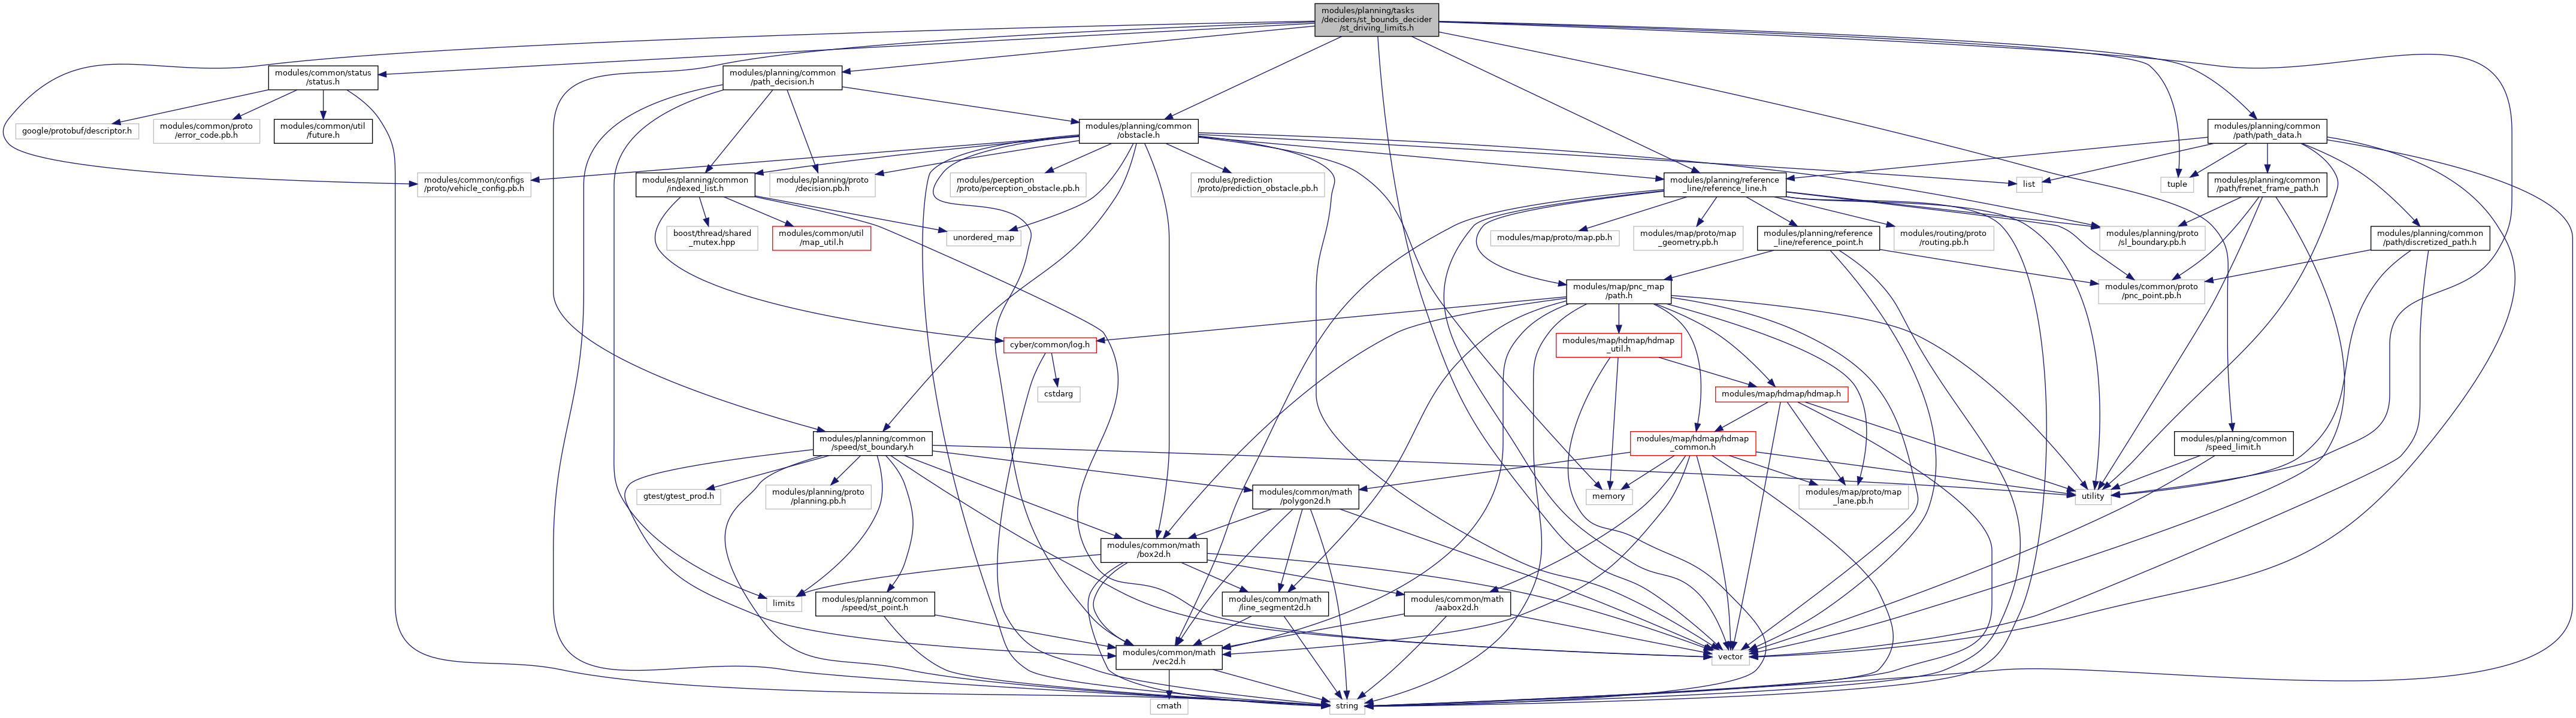 modules/planning/tasks
/deciders/st_bounds_decider
/st_driving_limits.h
modules/common/status
/status.h
modules/planning/common
/path_decision.h
google/protobuf/descriptor.h
modules/common/proto
/error_code.pb.h
modules/common/util
/future.h
modules/planning/common
/obstacle.h
modules/planning/common
/path/path_data.h
modules/common/configs
/proto/vehicle_config.pb.h
modules/planning/common
/indexed_list.h
modules/planning/proto
/decision.pb.h
modules/perception
/proto/perception_obstacle.pb.h
modules/prediction
/proto/prediction_obstacle.pb.h
modules/planning/reference
_line/reference_line.h
list
tuple
modules/planning/common
/path/frenet_frame_path.h
boost/thread/shared
_mutex.hpp
modules/common/util
/map_util.h
unordered_map
modules/map/proto/map.pb.h
modules/map/proto/map
_geometry.pb.h
modules/planning/reference
_line/reference_point.h
modules/routing/proto
/routing.pb.h
modules/planning/proto
/sl_boundary.pb.h
modules/planning/common
/path/discretized_path.h
modules/map/pnc_map
/path.h
modules/common/proto
/pnc_point.pb.h
cyber/common/log.h
modules/map/hdmap/hdmap
_util.h
cstdarg
modules/map/hdmap/hdmap.h
modules/planning/common
/speed/st_boundary.h
modules/map/hdmap/hdmap
_common.h
modules/planning/common
/speed_limit.h
gtest/gtest_prod.h
modules/planning/proto
/planning.pb.h
modules/common/math
/polygon2d.h
memory
modules/map/proto/map
_lane.pb.h
utility
modules/common/math
/box2d.h
limits
modules/planning/common
/speed/st_point.h
modules/common/math
/line_segment2d.h
modules/common/math
/aabox2d.h
modules/common/math
/vec2d.h
vector
cmath
string